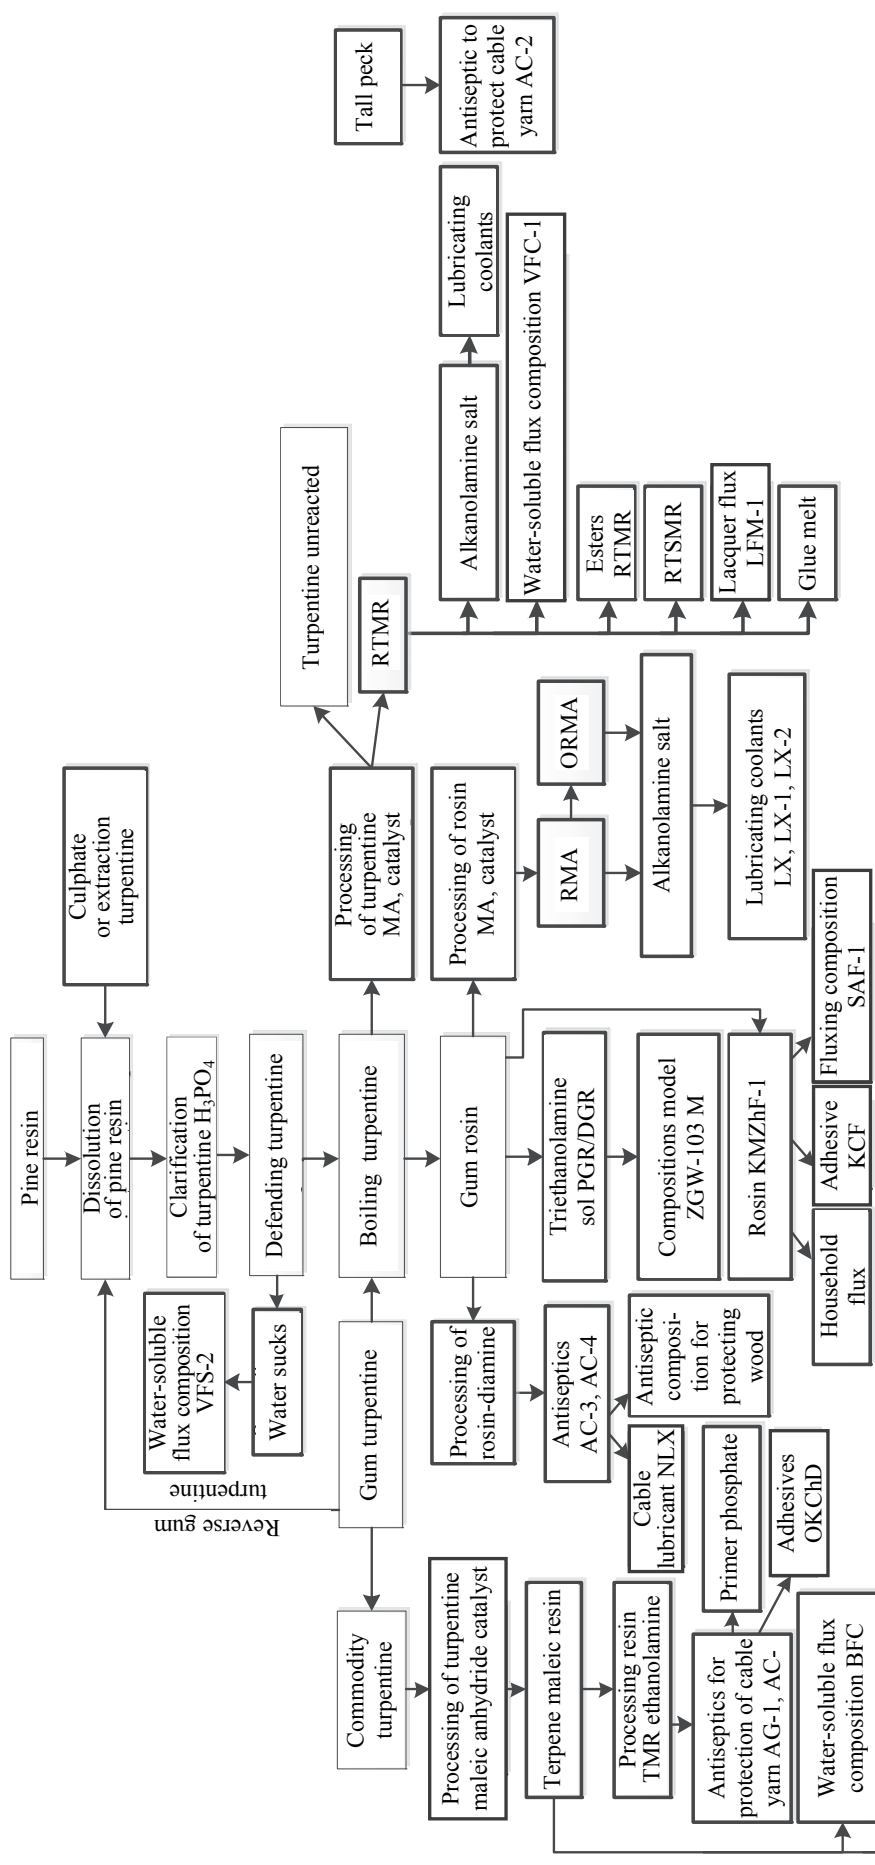 Pine resin
Culphate
or extraction
turpentine
Dissolution
of pine resin
Clarification
of turpentine H₃PO₄
Water-soluble
flux composition
VFS-2
Defending turpentine
Water sucks
Reverse gum
turpentine
Turpentine unreacted
Tall peck
Commodity
turpentine
Gum turpentine
Boiling turpentine
Processing
of turpentine
MA, catalyst
RTMR
Processing of turpentine
maleic anhydride catalyst
Processing of
rosin-diamine
Gum rosin
Processing of rosin
MA, catalyst
Alkanolamine salt
Lubricating
coolants
Antiseptic to
protect cable
yarn AC-2
Water-soluble flux composition VFC-1
Terpene maleic resin
Antiseptics
AC-3, AC-4
Triethanolamine
sol PGR/DGR
RMA
ORMA
Esters
RTMR
Processing resin
TMR ethanolamine
Cable
lubricant NLX
Antiseptic
composi-
tion for
protecting
wood
Compositions model
ZGW-103 M
Alkanolamine salt
RTSMR
Antiseptics for
protection of cable
yarn AG-1, AC-
Primer phosphate
Rosin KMZhF-1
Lubricating coolants
LX, LX-1, LX-2
Lacquer flux
LFM-1
Adhesives
OKChD
Glue melt
Water-soluble flux
composition BFC
Household
flux
Adhesive
KCF
Fluxing composition
SAF-1